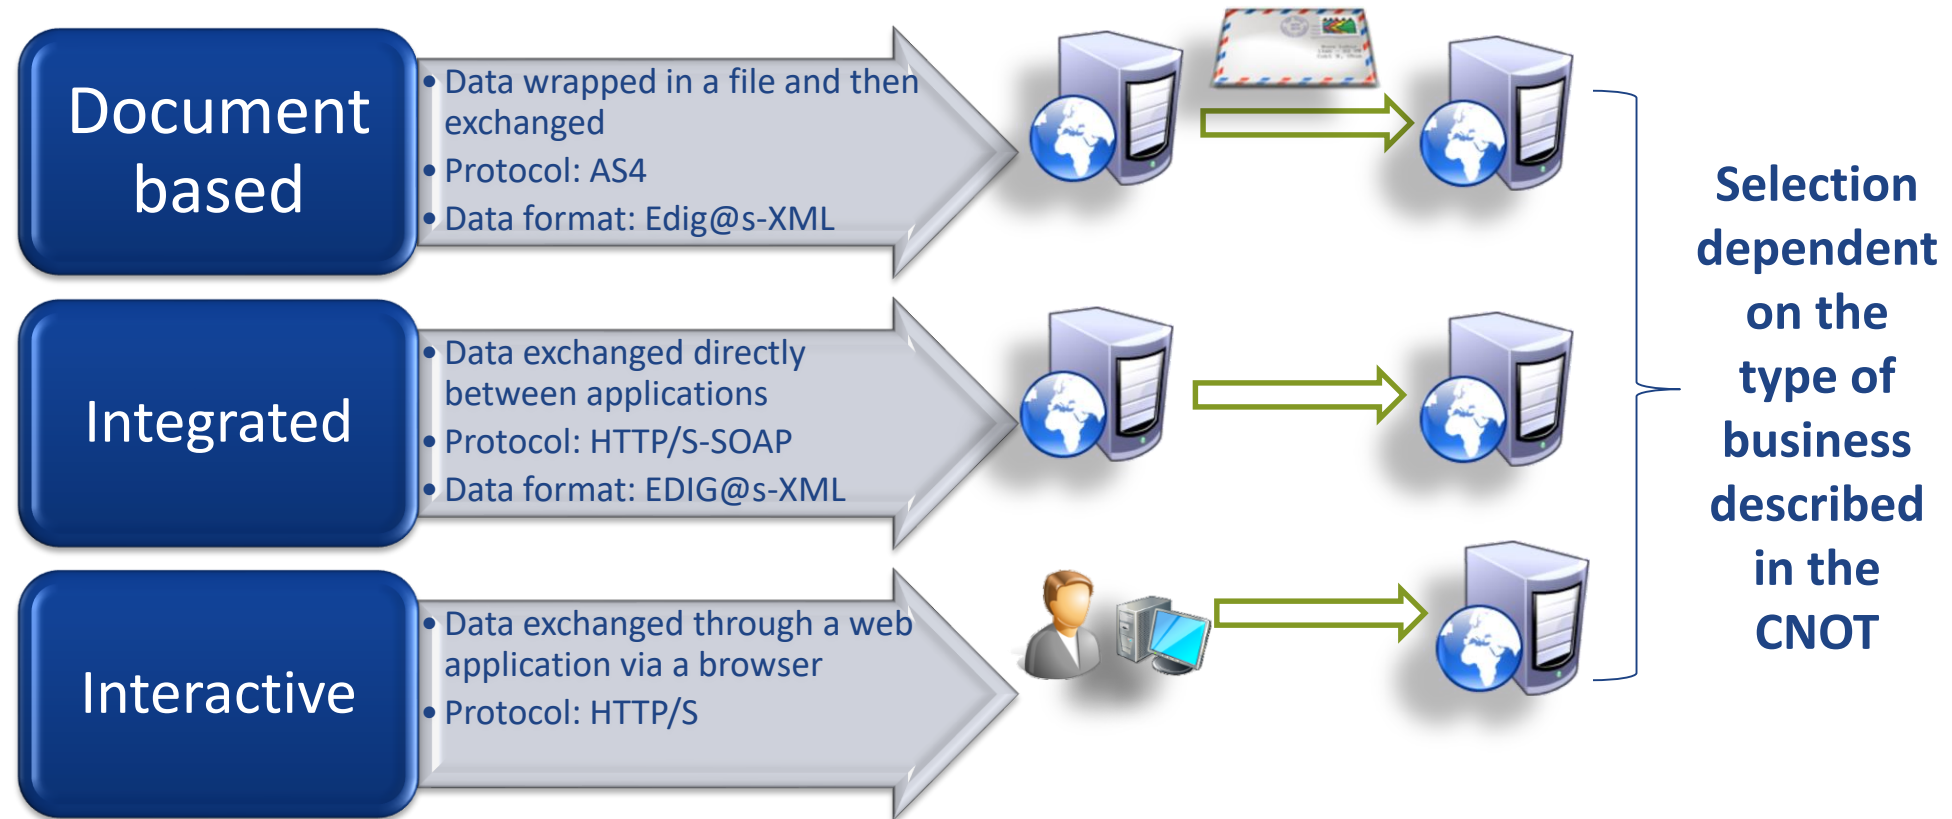 Document
based
• Data wrapped in a file and then
exchanged
• Protocol: AS4
• Data format: Edig@s-XML
Integrated
• Data exchanged directly
between applications
• Protocol: HTTP/S-SOAP
• Data format: EDIG@s-XML
Interactive
• Data exchanged through a web
application via a browser
• Protocol: HTTP/S
Selection
dependent
on the
type of
business
described
in the
CNOT